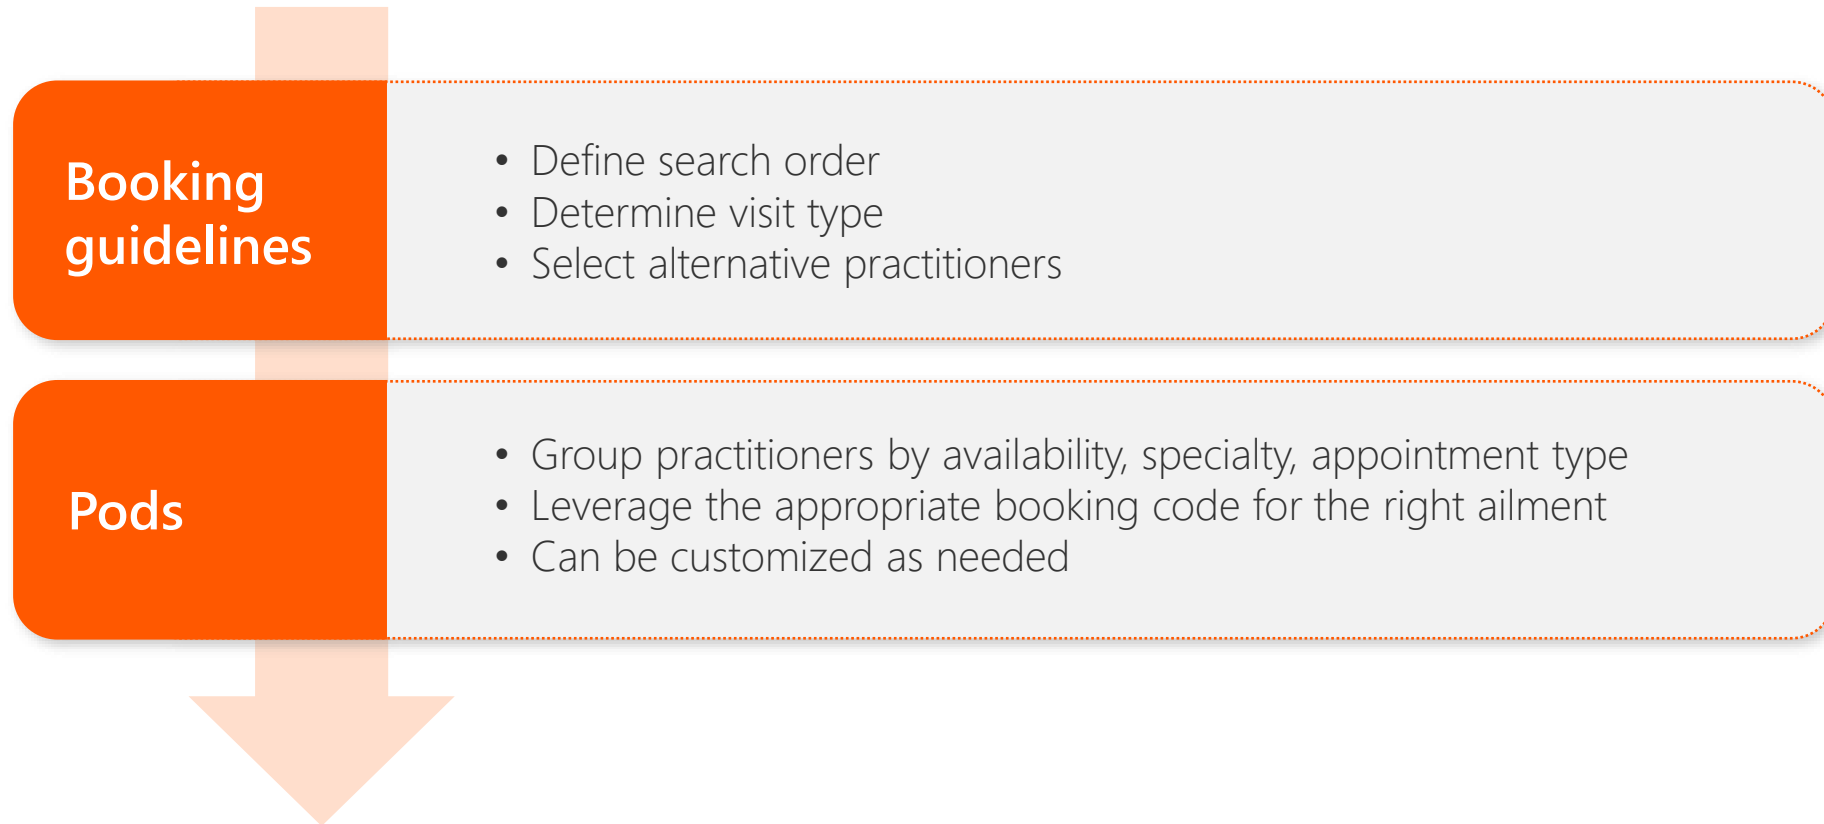 Booking
guidelines
• Define search order
• Determine visit type
• Select alternative practitioners
Pods
• Group practitioners by availability, specialty, appointment type
• Leverage the appropriate booking code for the right ailment
• Can be customized as needed